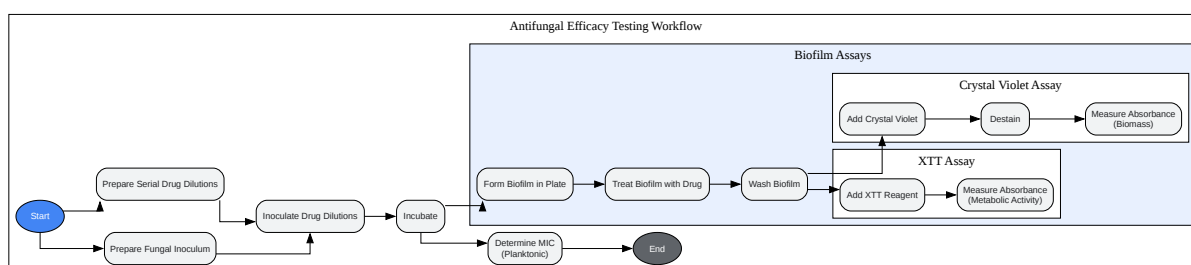 Antifungal Efficacy Testing Workflow
Biofilm Assays
Crystal Violet Assay
Add Crystal Violet
Destain
Measure Absorbance
(Biomass)
XTT Assay
Prepare Serial Drug Dilutions
Form Biofilm in Plate
Treat Biofilm with Drug
Wash Biofilm
Add XTT Reagent
Measure Absorbance
(Metabolic Activity)
Start
Inoculate Drug Dilutions
Incubate
Prepare Fungal Inoculum
Determine MIC
(Planktonic)
End